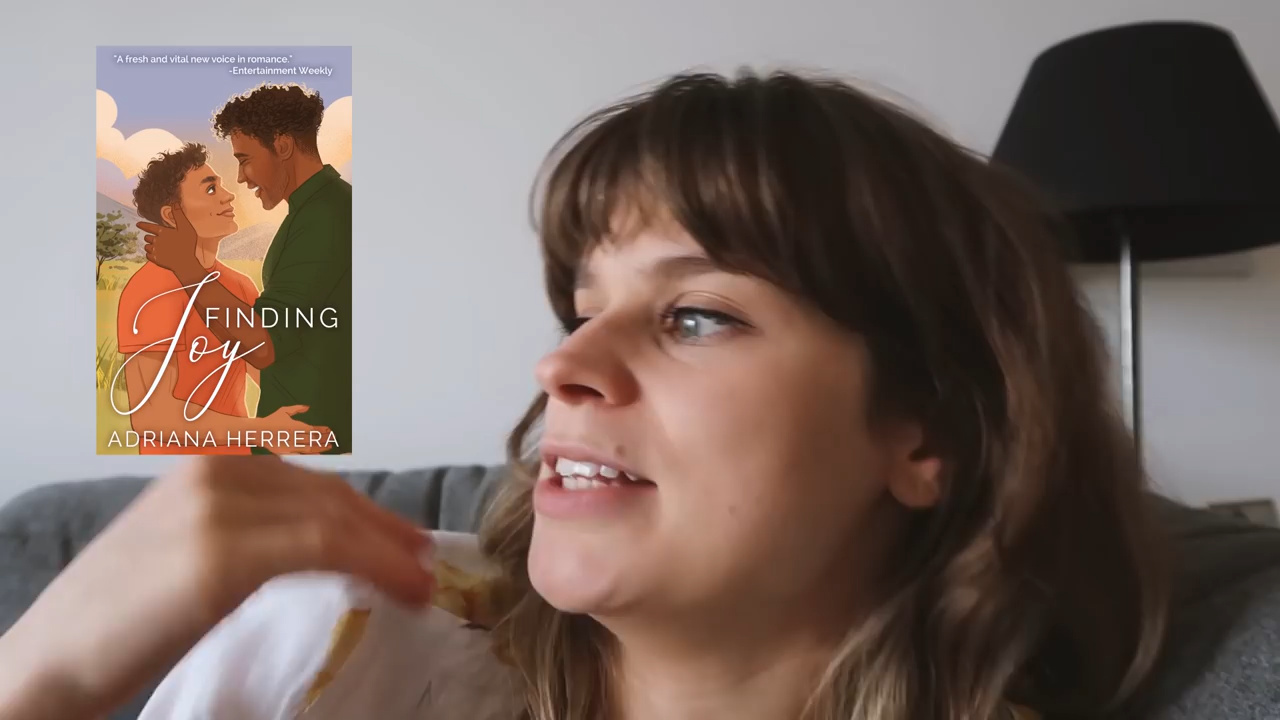 "A fresh and vital new voice in romance."
-Entertainment Weekly
FINDING
Joy
ADRIANA HERRERA